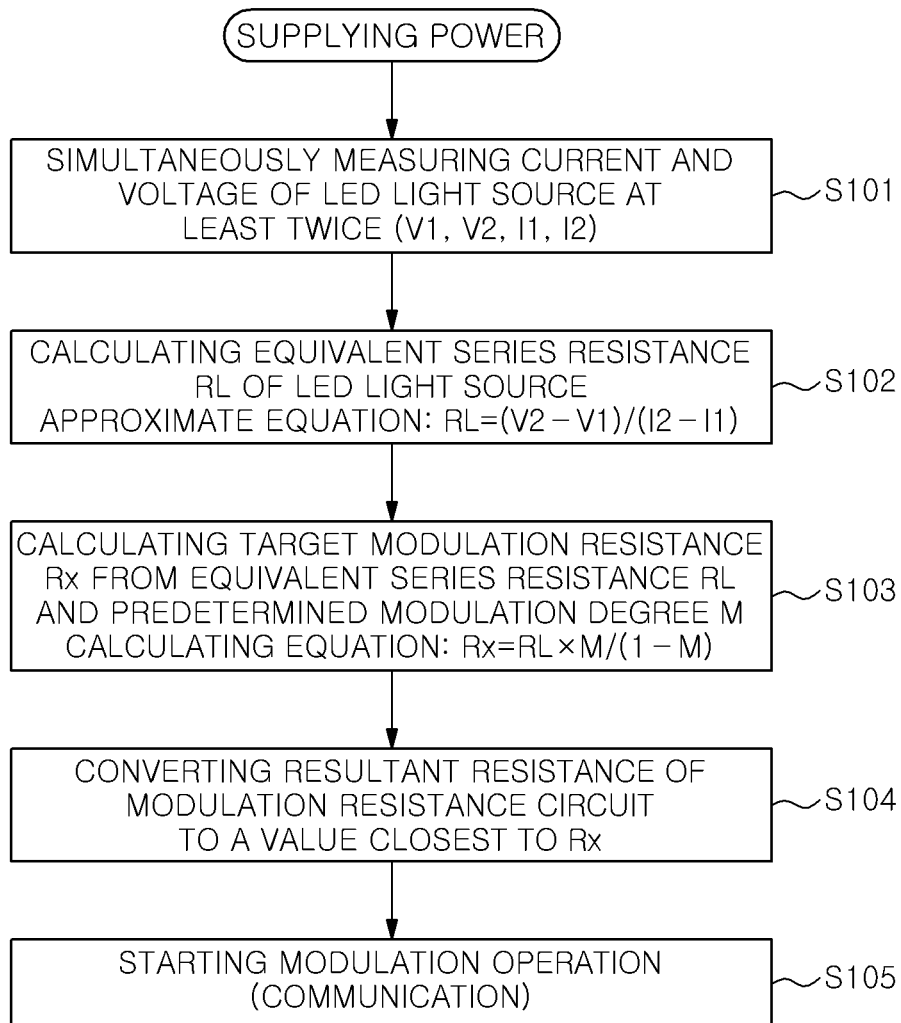 SUPPLYING POWER
SIMULTANEOUSLY MEASURING CURRENT AND
VOLTAGE OF LED LIGHT SOURCE AT
LEAST TWICE (V1, V2, I1, I2)
S101
CALCULATING EQUIVALENT SERIES RESISTANCE
RL OF LED LIGHT SOURCE
APPROXIMATE EQUATION: RL=(V2-V1)/(I2-I1)
S102
CALCULATING TARGET MODULATION RESISTANCE
Rx FROM EQUIVALENT SERIES RESISTANCE RL
AND PREDETERMINED MODULATION DEGREE M
CALCULATING EQUATION: Rx=RL×M/(1-M)
S103
CONVERTING RESULTANT RESISTANCE OF
MODULATION RESISTANCE CIRCUIT
TO A VALUE CLOSEST TO Rx
S104
STARTING MODULATION OPERATION
(COMMUNICATION)
S105